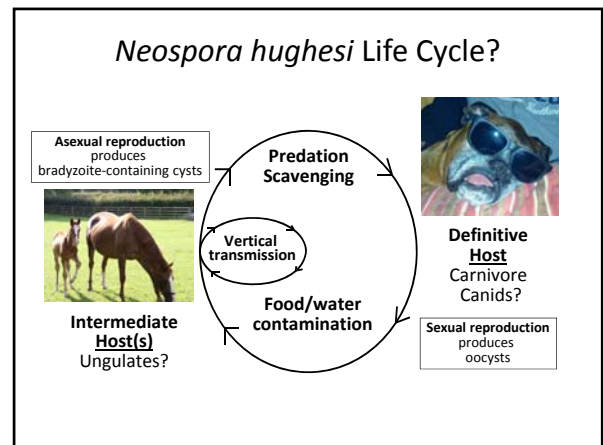 Neospora hughesi Life Cycle?
Asexual reproduction
produces
bradyzoite-containing cysts
Predation
Scavenging
Vertical
transmission
Food/water
contamination
Intermediate
Host(s)
Ungulates?
Definitive
Host
Carnivore
Canids?
Sexual reproduction
produces
oocysts